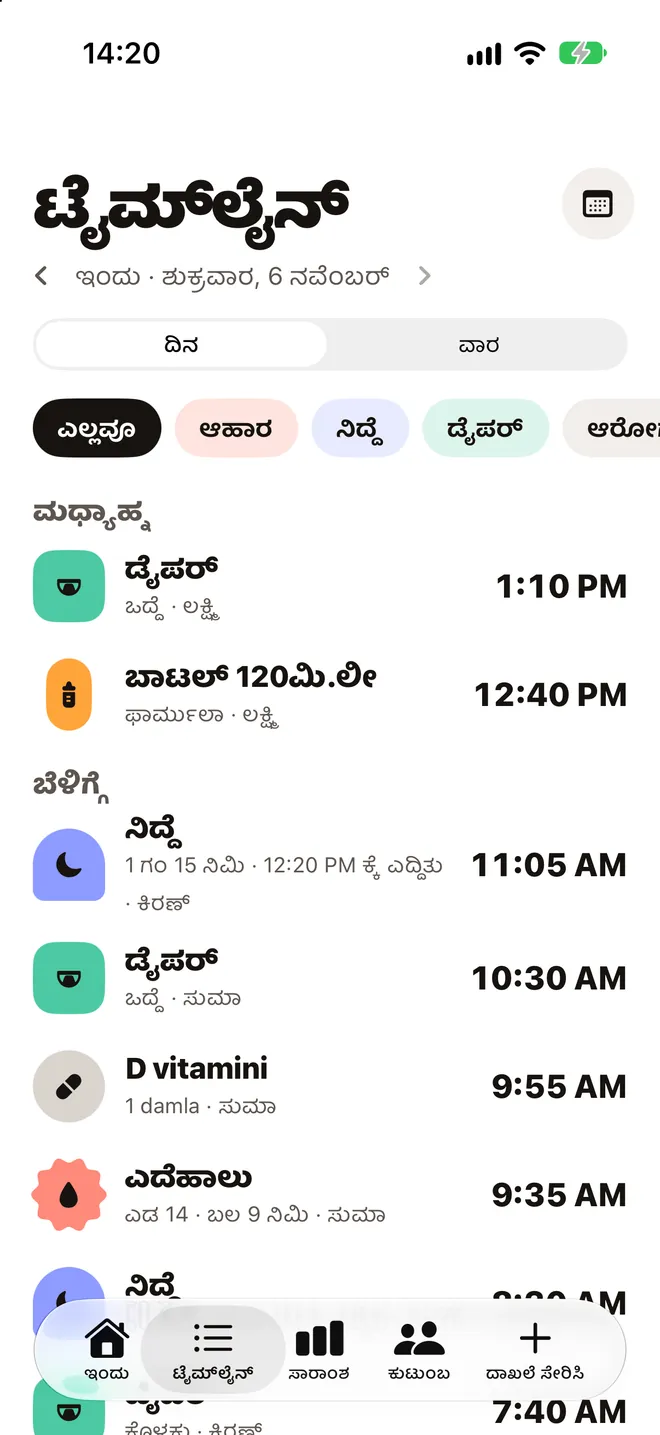 14:20
ಟೈಮ್‌ಲೈನ್
ಇಂದು · ಶುಕ್ರವಾರ, 6 ನವೆಂಬರ್
ದಿನ ವಾರ
ಎಲ್ಲವೂ ಆಹಾರ ನಿದ್ದೆ ಡೈಪರ್
ಮಧ್ಯಾಹ್ನ
ಡೈಪರ್ 1:10 PM
ಒದ್ದೆ · ಲಕ್ಷ್ಮಿ
ಬಾಟಲ್ 120ಮಿ.ಲೀ 12:40 PM
ಫಾರ್ಮುಲಾ · ಲಕ್ಷ್ಮಿ
ಬೆಳಿಗ್ಗೆ
ನಿದ್ದೆ
1 ಗಂ 15 ನಿಮಿ · 12:20 PM ಕ್ಕೆ ಎದ್ದಿತು 11:05 AM
· ಕಿರಣ್
ಡೈಪರ್ 10:30 AM
ಒದ್ದೆ · ಸುಮಾ
D vitamini 9:55 AM
1 damla · ಸುಮಾ
ಎದೆಹಾಲು 9:35 AM
ಎಡ 14 · ಬಲ 9 ನಿಮಿ · ಸುಮಾ
ನಿದ್ದೆ AM
ಇಂದು ಟೈಮ್‌ಲೈನ್ ಸಾರಾಂಶ ಕುಟುಂಬ ದಾಖಲೆ ಸೇರಿಸಿ
7:40 AM
· ಕಿರಣ್